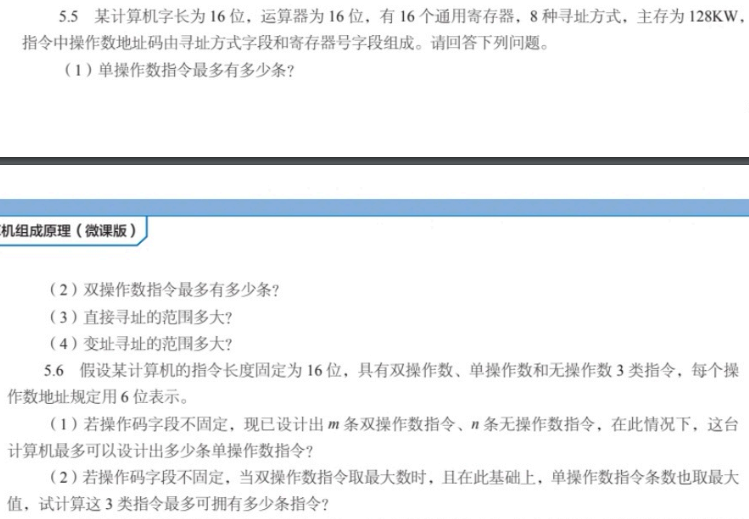 5.5 某计算机字长为 16 位，运算器为 16 位，有 16 个通用寄存器，8 种寻址方式，主存为 128KW，
指令中操作数地址码由寻址方式字段和寄存器号字段组成。请回答下列问题。
（1）单操作数指令最多有多少条？
机组成原理（微课版）
（2）双操作数指令最多有多少条？
（3）直接寻址的范围多大？
（4）变址寻址的范围多大？
5.6 假设某计算机的指令长度固定为 16 位，具有双操作数、单操作数和无操作数 3 类指令，每个操
作数地址规定用 6 位表示。
（1）若操作码字段不固定，现已设计出 m 条双操作数指令、n 条无操作数指令，在此情况下，这台
计算机最多可以设计出多少条单操作数指令？
（2）若操作码字段不固定，当双操作数指令取最大数时，且在此基础上，单操作数指令条数也取最大
值，试计算这 3 类指令最多可拥有多少条指令？